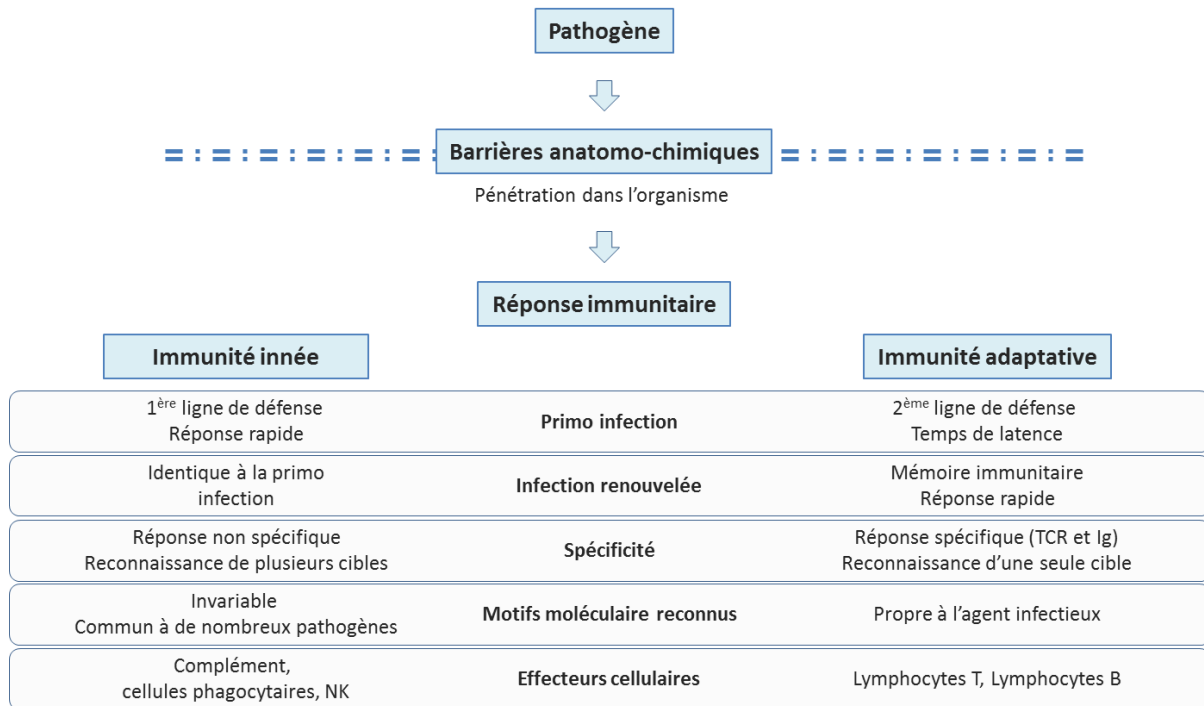 Pathogène
Barrières anatomo-chimiques
Pénétration dans l'organisme
Réponse immunitaire
Immunité innée
Immunité adaptative
1ère ligne de défense
Réponse rapide
Primo infection
2ème ligne de défense
Temps de latence
Identique à la primo
infection
Infection renouvelée
Mémoire immunitaire
Réponse rapide
Réponse non spécifique
Reconnaissance de plusieurs cibles
Spécificité
Réponse spécifique (TCR et Ig)
Reconnaissance d'une seule cible
Invariable
Commun à de nombreux pathogènes
Motifs moléculaire reconnus
Propre à l'agent infectieux
Complément,
cellules phagocytaires, NK
Effecteurs cellulaires
Lymphocytes T, Lymphocytes B